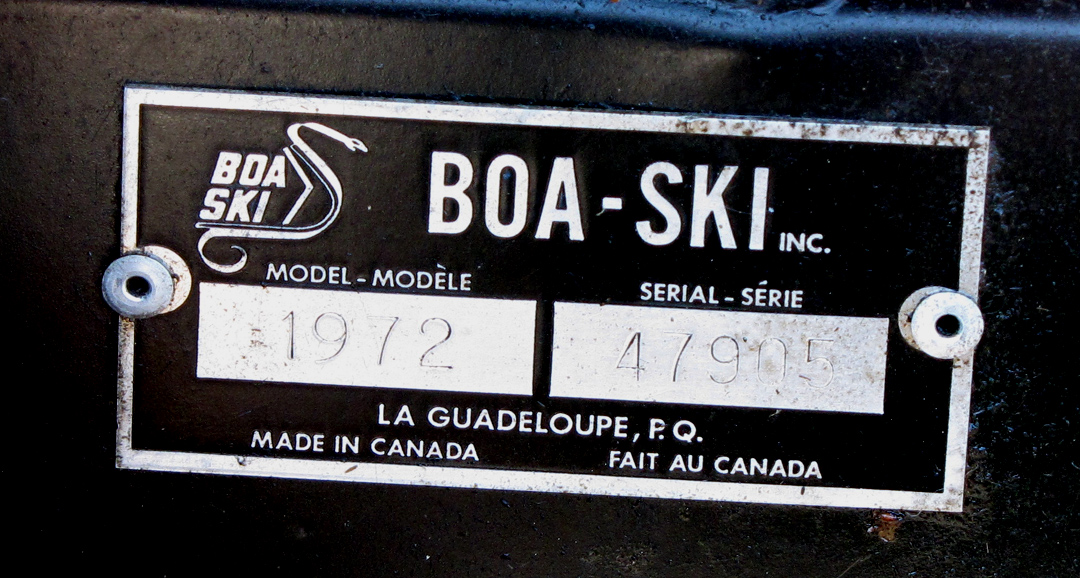 BOA
SKI
BOA-SKI INC.
MODEL-MODÈLE
SERIAL-SÉRIE
1972
47905
LA GUADELOUPE, P.Q.
MADE IN CANADA
FAIT AU CANADA